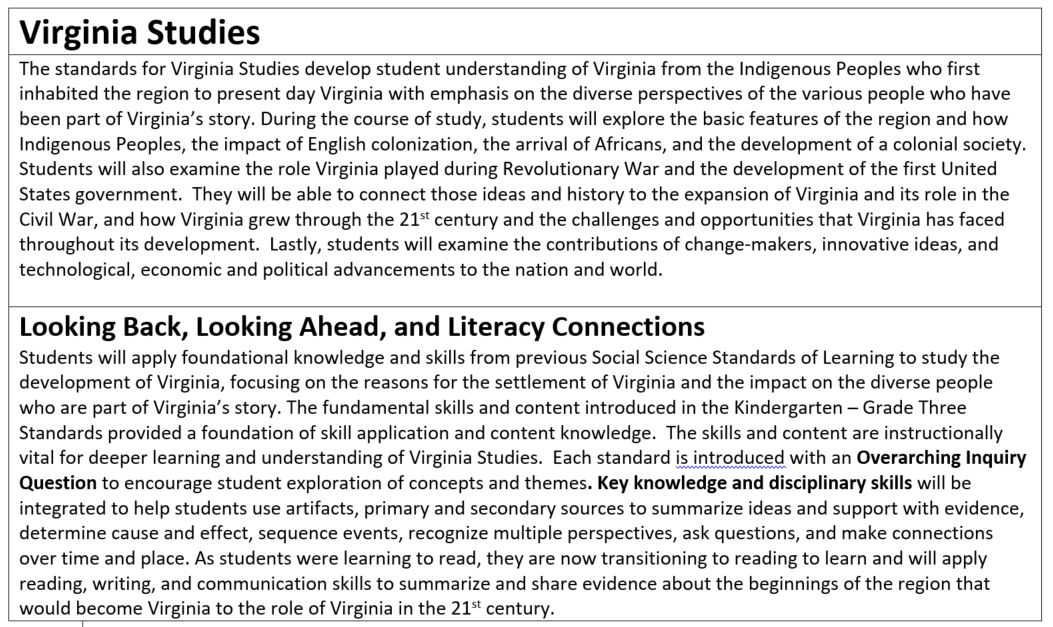 Virginia Studies
The standards for Virginia Studies develop student understanding of Virginia from the Indigenous Peoples who first
inhabited the region to present day Virginia with emphasis on the diverse perspectives of the various people who have
been part of Virginia’s story. During the course of study, students will explore the basic features of the region and how
Indigenous Peoples, the impact of English colonization, the arrival of Africans, and the development of a colonial society.
Students will also examine the role Virginia played during Revolutionary War and the development of the first United
States government.  They will be able to connect those ideas and history to the expansion of Virginia and its role in the
Civil War, and how Virginia grew through the 21st century and the challenges and opportunities that Virginia has faced
throughout its development.  Lastly, students will examine the contributions of change-makers, innovative ideas, and
technological, economic and political advancements to the nation and world.
Looking Back, Looking Ahead, and Literacy Connections
Students will apply foundational knowledge and skills from previous Social Science Standards of Learning to study the
development of Virginia, focusing on the reasons for the settlement of Virginia and the impact on the diverse people
who are part of Virginia’s story. The fundamental skills and content introduced in the Kindergarten – Grade Three
Standards provided a foundation of skill application and content knowledge.  The skills and content are instructionally
vital for deeper learning and understanding of Virginia Studies.  Each standard is introduced with an Overarching Inquiry
Question to encourage student exploration of concepts and themes. Key knowledge and disciplinary skills will be
integrated to help students use artifacts, primary and secondary sources to summarize ideas and support with evidence,
determine cause and effect, sequence events, recognize multiple perspectives, ask questions, and make connections
over time and place. As students were learning to read, they are now transitioning to reading to learn and will apply
reading, writing, and communication skills to summarize and share evidence about the beginnings of the region that
would become Virginia to the role of Virginia in the 21st century.